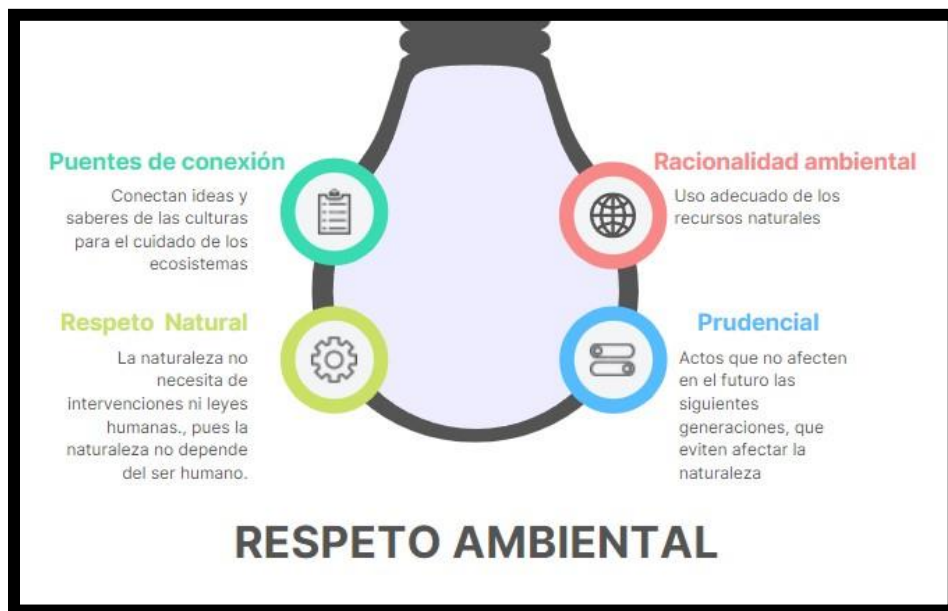 Puentes de conexión
Conectan ideas y
saberes de las culturas
para el cuidado de los
ecosistemas
Racionalidad ambiental
Uso adecuado de los
recursos naturales
Respeto Natural
La naturaleza no
necesita de
intervenciones ni leyes
humanas., pues la
naturaleza no depende
del ser humano.
Prudencial
Actos que no afecten
en el futuro las
siguientes
generaciones, que
eviten afectar la
naturaleza
RESPETO AMBIENTAL